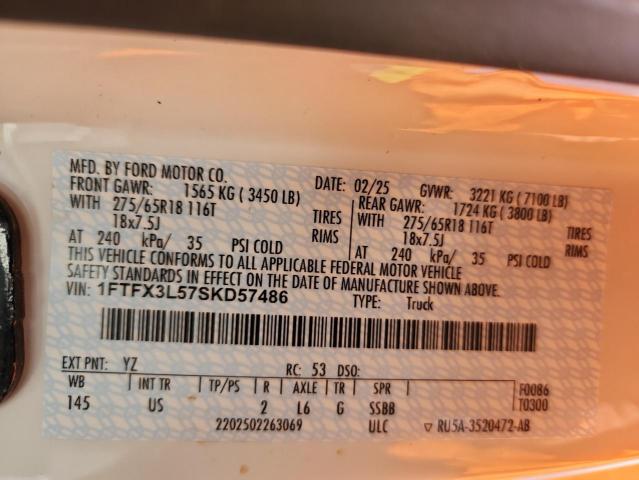 MFD. BY FORD MOTOR CO.
DATE: 02/25 GVWR: 3221 KG ( 7100 LB)
FRONT GAWR: 1565 KG ( 3450 LB) REAR GAWR: 1724 KG ( 3800 LB)
WITH 275/65R18 116T TIRES WITH 275/65R18 116T TIRES
18x7.5J RIMS 18x7.5J RIMS
AT 240 kPa/ 35 PSI COLD AT 240 kPa/ 35 PSI COLD
THIS VEHICLE CONFORMS TO ALL APPLICABLE FEDERAL MOTOR VEHICLE
SAFETY STANDARDS IN EFFECT ON THE DATE OF MANUFACTURE SHOWN ABOVE.
VIN: 1FTFX3L57SKD57486 TYPE: Truck
EXT PNT: YZ RC: 53 DSO:
WB INT TR TP/PS R AXLE TR SPR F0086
145 US 2 L6 G SSBB T0300
2202502263069 ULC ▽ RU5A-3520472-AB